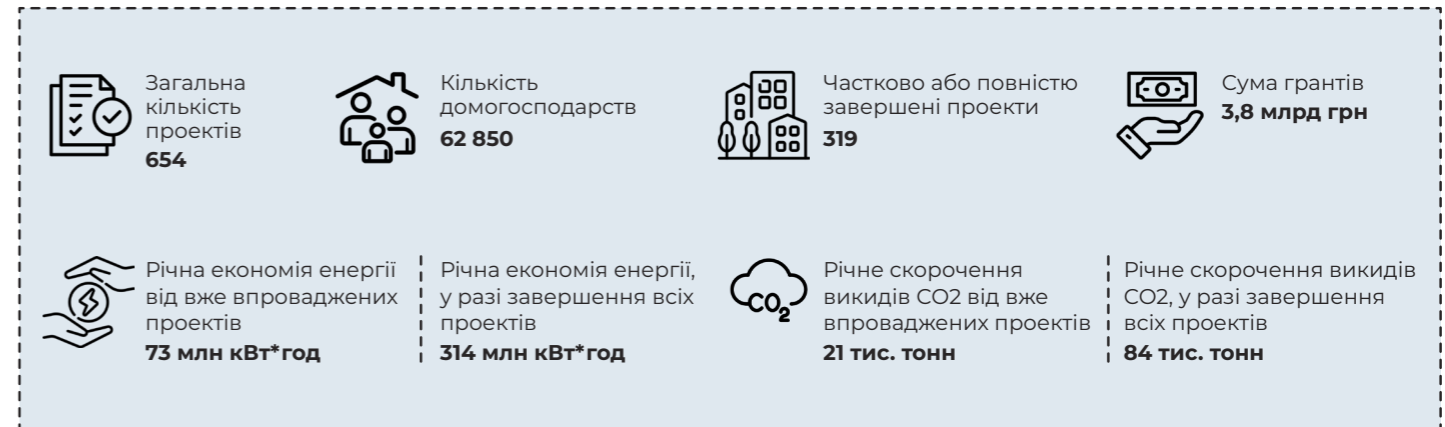 Загальна
кількість
проектів
654
Кількість
домогосподарств
62 850
Частково або повністю
завершені проекти
319
Сума грантів
3,8 млрд грн
Річна економія енергії
від вже впроваджених
проектів
73 млн кВт*год
Річна економія енергії,
у разі завершення всіх
проектів
314 млн кВт*год
CO2
Річне скорочення
викидів СО2 від вже
впроваджених проектів
21 тис. тонн
Річне скорочення викидів
СО2, у разі завершення
всіх проектів
84 тис. тонн